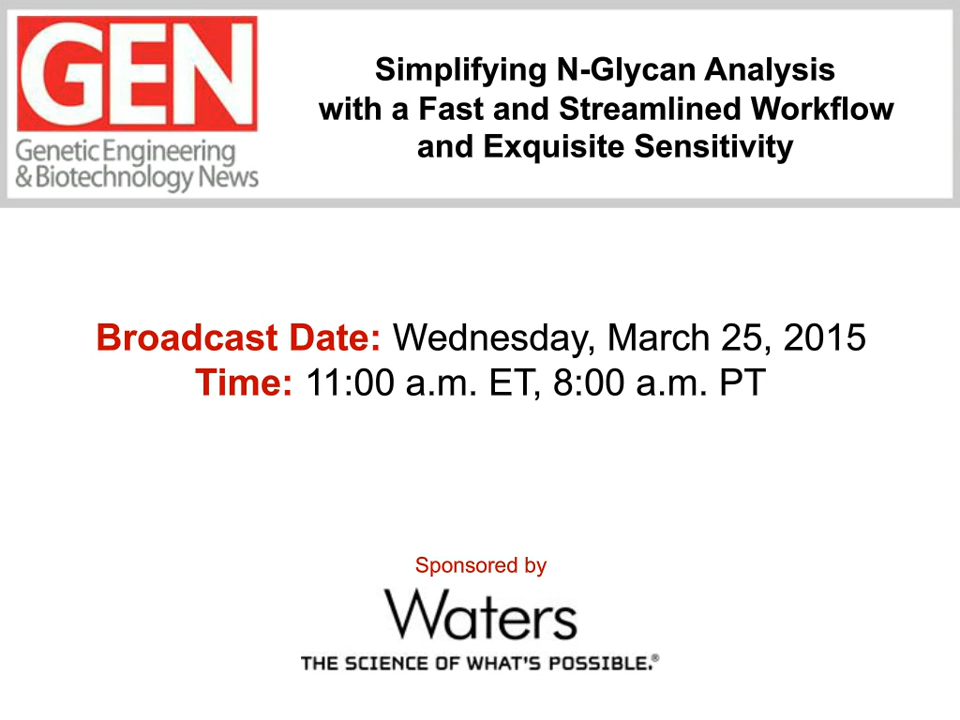 GEN
Genetic Engineering
& Biotechnology News
Simplifying N-Glycan Analysis
with a Fast and Streamlined Workflow
and Exquisite Sensitivity
Broadcast Date: Wednesday, March 25, 2015
Time: 11:00 a.m. ET, 8:00 a.m. PT
Sponsored by
Waters
THE SCIENCE OF WHAT'S POSSIBLE.®